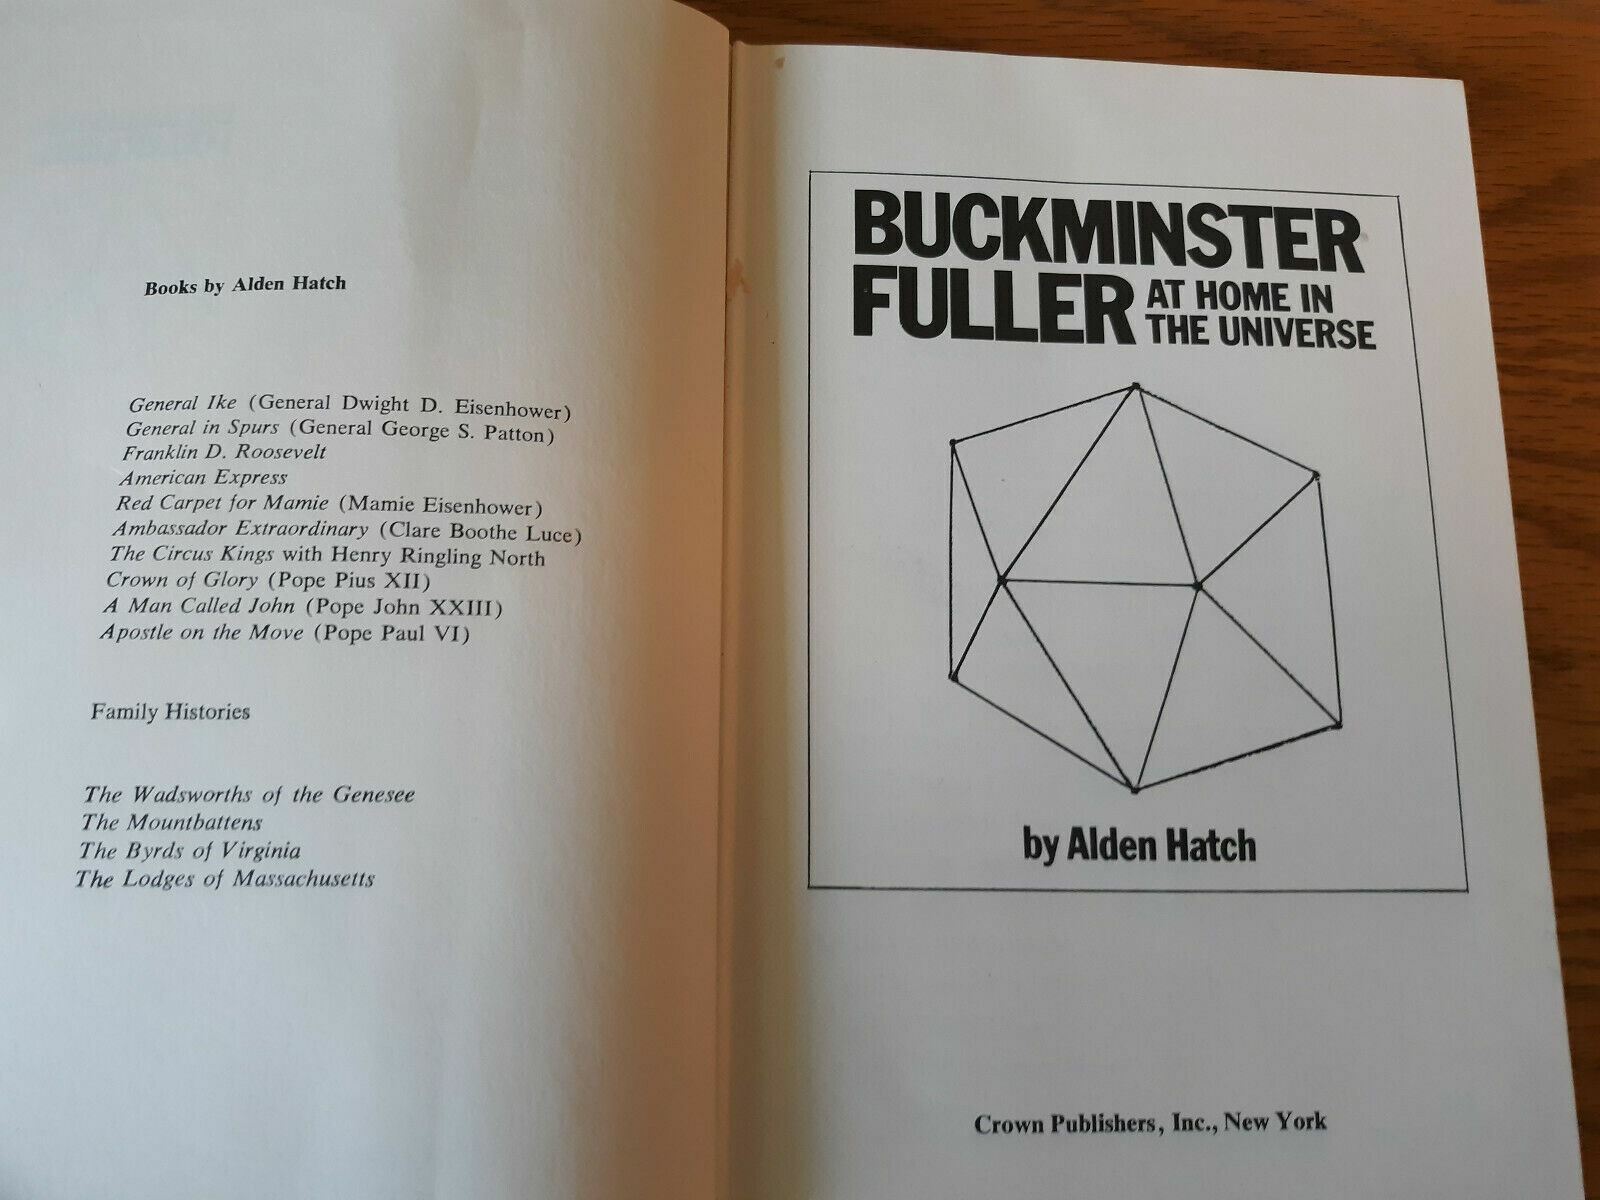 Books by Alden Hatch
General Ike (General Dwight D. Eisenhower)
General in Spurs (General George S. Patton)
Franklin D. Roosevelt
American Express
Red Carpet for Mamie (Mamie Eisenhower)
Ambassador Extraordinary (Clare Boothe Luce)
The Circus Kings with Henry Ringling North
Crown of Glory (Pope Pius XII)
A Man Called John (Pope John XXIII)
Apostle on the Move (Pope Paul VI)
Family Histories
The Wadsworths of the Genesee
The Mountbattens
The Byrds of Virginia
The Lodges of Massachusetts
BUCKMINSTER
FULLER
AT HOME IN
THE UNIVERSE
by Alden Hatch
Crown Publishers, Inc., New York